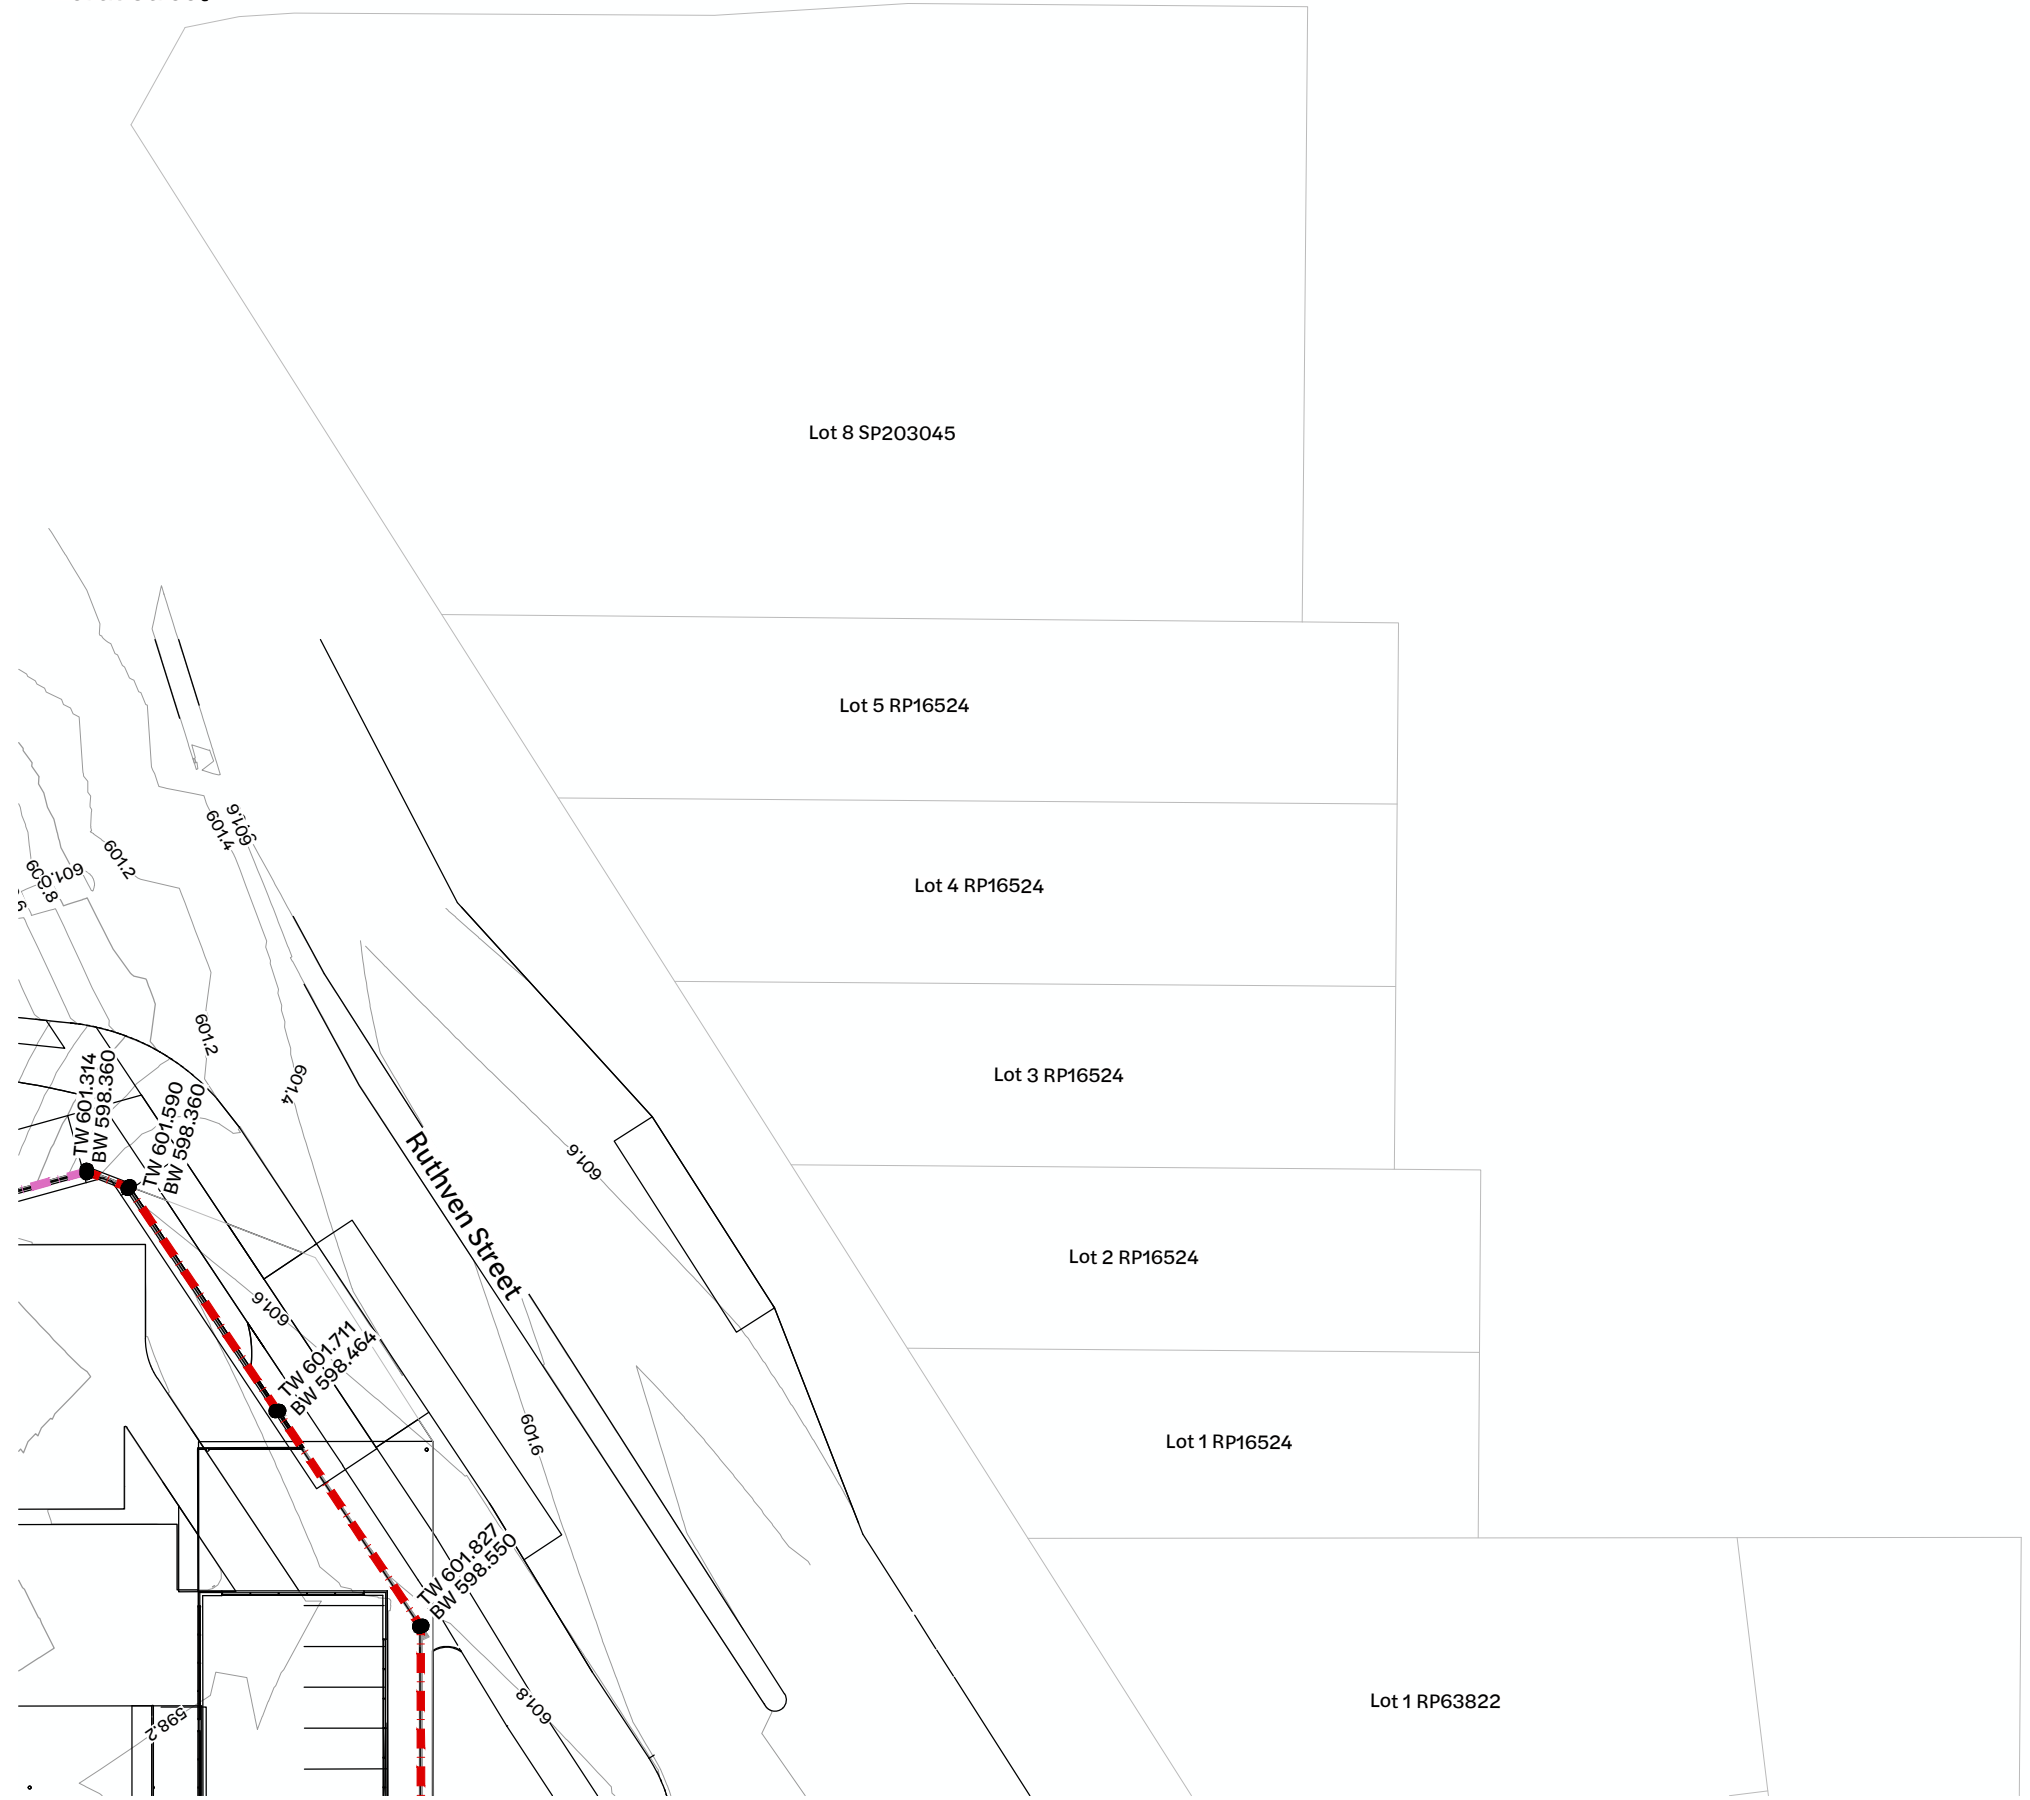 Lot 8 SP203045
Lot 5 RP16524
601.6
601.4
601.2
601.0
Lot 4 RP16524
601.2
TW 601.314
BW 598.360
TW 601.590
BW 598.360
601.4
Lot 3 RP16524
Ruthven Street
601.6
Lot 2 RP16524
601.6
TW 601.711
BW 598.464
601.6
Lot 1 RP16524
TW 601.827
BW 598.550
598.2
601.8
Lot 1 RP63822